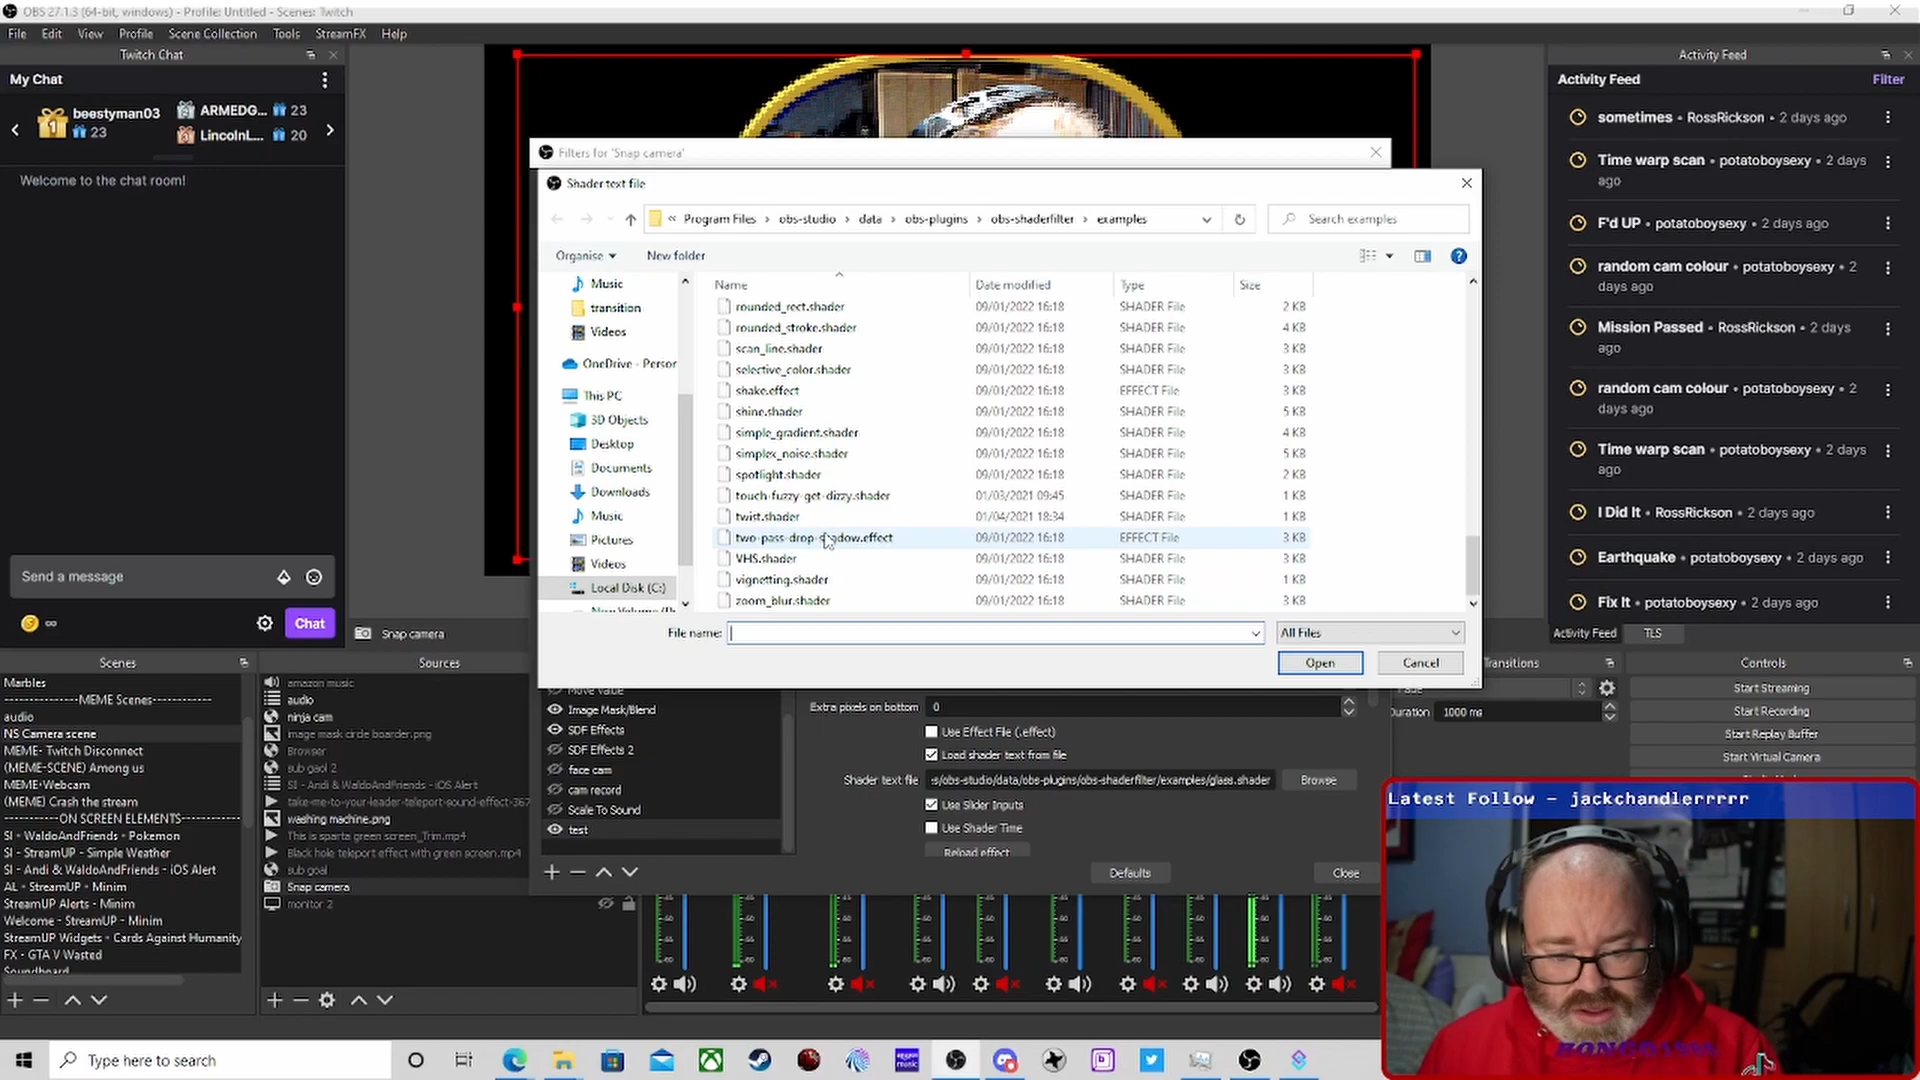 OBS 27.1.3 (64-bit, windows) - Profile: Untitled - Scenes: Twitch
File Edit View Profile Scene Collection Tools StreamFX Help
Twitch Chat
My Chat
beestyman03
23
ARMEDG... 23
LincolnL... 20
Welcome to the chat room!
Send a message
Chat
Filters for 'Snap camera'
Shader text file
« Program Files › obs-studio › data › obs-plugins › obs-shaderfilter › examples
Search examples
Organise New folder
Music
transition
Videos
OneDrive - Person
This PC
3D Objects
Desktop
Documents
Downloads
Music
Pictures
Videos
Local Disk (C:)
Name Date modified Type Size
rounded_rect.shader 09/01/2022 16:18 SHADER File 2 KB
rounded_stroke.shader 09/01/2022 16:18 SHADER File 4 KB
scan_line.shader 09/01/2022 16:18 SHADER File 3 KB
selective_color.shader 09/01/2022 16:18 SHADER File 3 KB
shake.effect 09/01/2022 16:18 EFFECT File 3 KB
shine.shader 09/01/2022 16:18 SHADER File 5 KB
simple_gradient.shader 09/01/2022 16:18 SHADER File 4 KB
simplex_noise.shader 09/01/2022 16:18 SHADER File 5 KB
spotlight.shader 09/01/2022 16:18 SHADER File 2 KB
touch-fuzzy-get-dizzy.shader 01/03/2021 09:45 SHADER File 1 KB
twist.shader 01/04/2021 18:34 SHADER File 1 KB
two-pass-drop-shadow.effect 09/01/2022 16:18 EFFECT File 3 KB
VHS.shader 09/01/2022 16:18 SHADER File 3 KB
vignetting.shader 09/01/2022 16:18 SHADER File 1 KB
zoom_blur.shader 09/01/2022 16:18 SHADER File 3 KB
File name: All Files
Open Cancel
Activity Feed
Activity Feed Filter
sometimes • RossRickson • 2 days ago
Time warp scan • potatoboysexy • 2 days
ago
F'd UP • potatoboysexy • 2 days ago
random cam colour • potatoboysexy • 2
days ago
Mission Passed • RossRickson • 2 days
ago
random cam colour • potatoboysexy • 2
days ago
Time warp scan • potatoboysexy • 2 days
ago
I Did It • RossRickson • 2 days ago
Earthquake • potatoboysexy • 2 days ago
Fix It • potatoboysexy • 2 days ago
Activity Feed TLS
Snap camera
Scenes
Marbles
---------------MEME Scenes---------------
audio
NS Camera scene
MEME- Twitch Disconnect
(MEME-SCENE) Among us
MEME-Webcam
(MEME) Crash the stream
-------------ON SCREEN ELEMENTS-------------
SI - WaldoAndFriends • Pokemon
SI - StreamUP - Simple Weather
SI - Andi & WaldoAndFriends - iOS Alert
AL • StreamUP • Minim
StreamUP Alerts - Minim
Welcome - StreamUP - Minim
StreamUP Widgets • Cards Against Humanity
FX - GTA V Wasted
Soundboard
Sources
amazon music
audio
ninja cam
image mask circle boarder.png
Browser
sub gaol 2
SI - Andi & WaldoAndFriends - iOS Alert
take-me-to-your-leader-teleport-sound-effect-367
washing machine.png
This is sparta green screen_Trim.mp4
Black hole teleport effect with green screen.mp4
sub goal
Snap camera
monitor 2
Move value
Image Mask/Blend
SDF Effects
SDF Effects 2
face cam
cam record
Scale To Sound
test
Extra pixels on bottom 0
Use Effect File (.effect)
Load shader text from file
Shader text file s/obs-studio/data/obs-plugins/obs-shaderfilter/examples/glass.shader Browse
Use Slider Inputs
Use Shader Time
Reload effect
Defaults Close
Transitions
Fade
Duration 1000 ms
Controls
Start Streaming
Start Recording
Start Replay Buffer
Start Virtual Camera
Latest Follow - jackchandlerrrrr
Type here to search